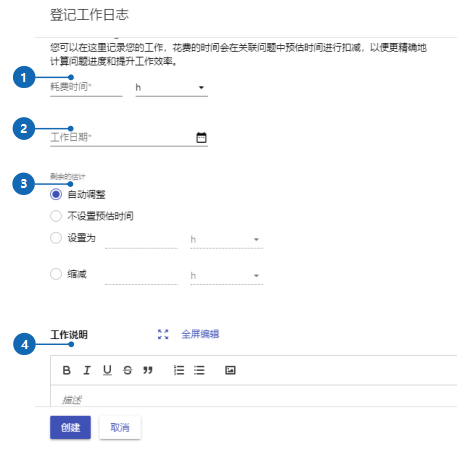 登记工作日志
您可以在这里记录您的工作，花费的时间会在关联问题中预估时间进行扣减，以便更精确地
计算问题进度和提升工作效率。
1
耗费时间*
h
2
工作日期*
剩余的估计
3
自动调整
不设置预估时间
设置为
h
缩减
h
工作说明
全屏编辑
4
B I U S
描述
创建
取消